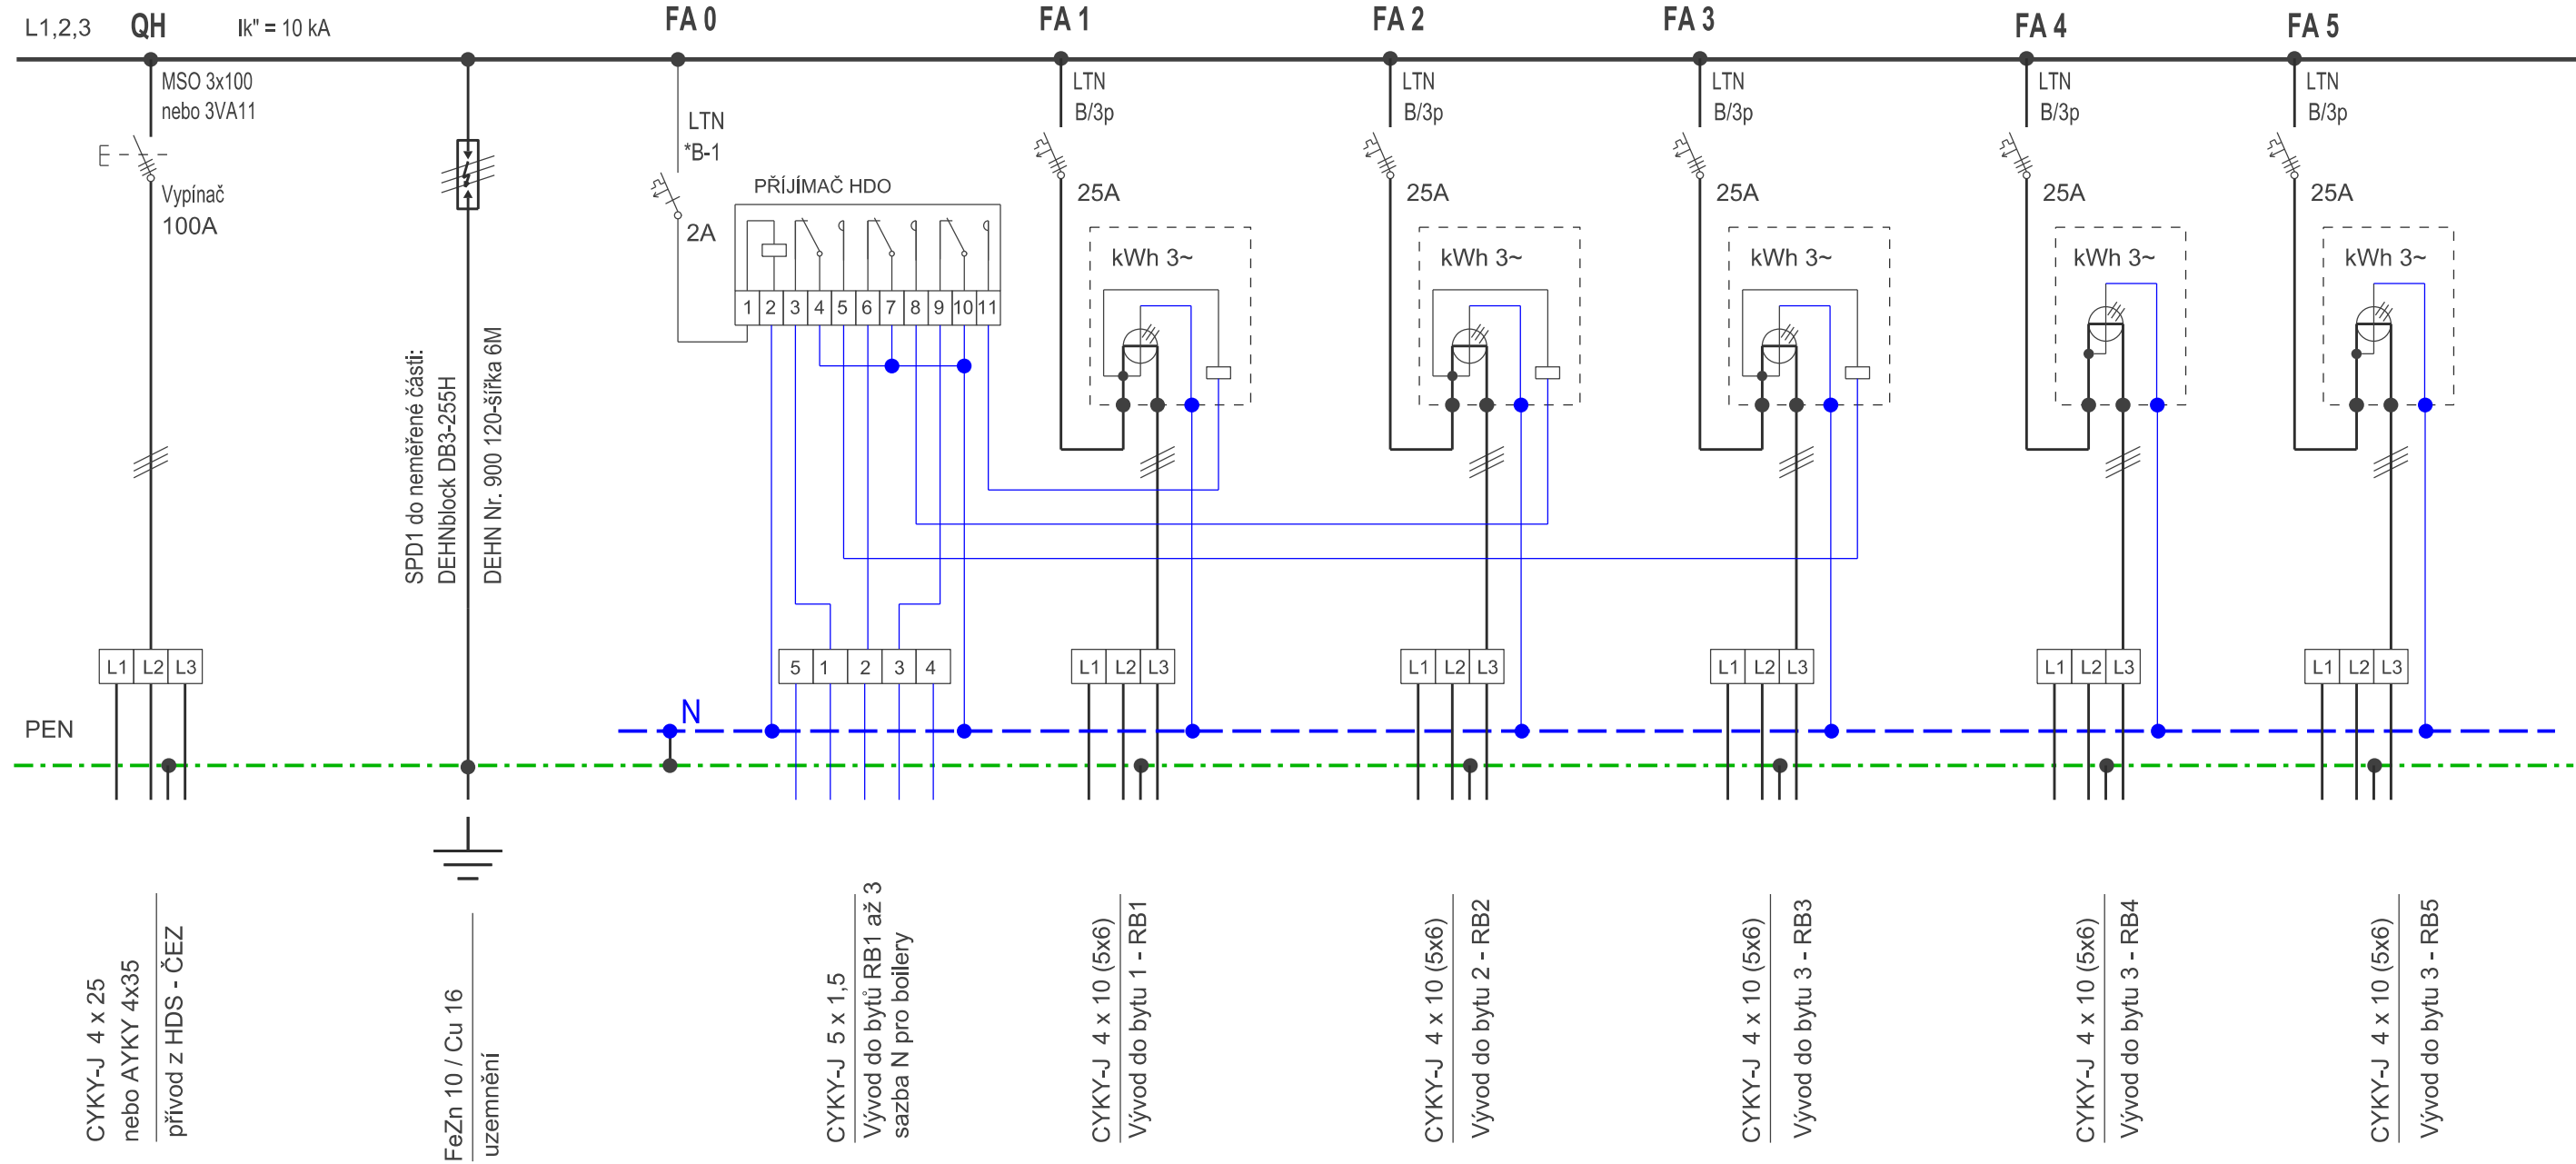 L1,2,3
QH
Ik" = 10 kA
FA 0
FA 1
FA 2
FA 3
FA 4
FA 5
MSO 3x100
nebo 3VA11
Vypínač
100A
E
LTN
*B-1
2A
PŘÍJÍMAČ HDO
1 2 3 4 5 6 7 8 9 10 11
LTN
B/3p
25A
kWh 3~
LTN
B/3p
25A
kWh 3~
LTN
B/3p
25A
kWh 3~
LTN
B/3p
25A
kWh 3~
LTN
B/3p
25A
kWh 3~
SPD1 do neměřené části:
DEHNblock DB3-255H
DEHN Nr. 900 120-šířka 6M
L1 L2 L3
5 1 2 3 4
L1 L2 L3
L1 L2 L3
L1 L2 L3
L1 L2 L3
L1 L2 L3
N
PEN
CYKY-J 4 x 25
nebo AYKY 4x35
přívod z HDS - ČEZ
FeZn 10 / Cu 16
uzemnění
CYKY-J 5 x 1,5
Vývod do bytů RB1 až 3
sazba N pro boilery
CYKY-J 4 x 10 (5x6)
Vývod do bytu 1 - RB1
CYKY-J 4 x 10 (5x6)
Vývod do bytu 2 - RB2
CYKY-J 4 x 10 (5x6)
Vývod do bytu 3 - RB3
CYKY-J 4 x 10 (5x6)
Vývod do bytu 3 - RB4
CYKY-J 4 x 10 (5x6)
Vývod do bytu 3 - RB5